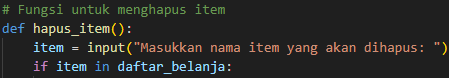 # Fungsi untuk menghapus item
def hapus_item():
    item = input("Masukkan nama item yang akan dihapus: ")
    if item in daftar_belanja: